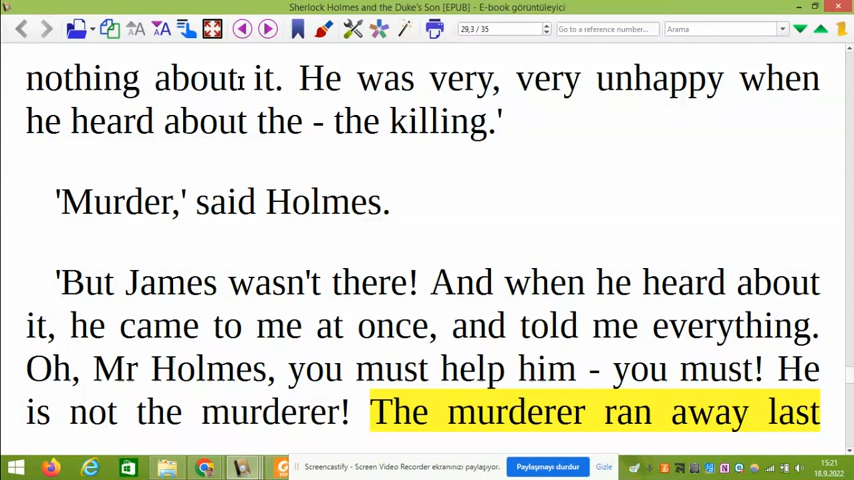 Sherlock Holmes and the Duke's Son [EPUB] - E-book görüntüleyici
29,3 / 35
Go to a reference number...
Arama
nothing about it. He was very, very unhappy when
he heard about the - the killing.'
'Murder,' said Holmes.
'But James wasn't there! And when he heard about
it, he came to me at once, and told me everything.
Oh, Mr Holmes, you must help him - you must! He
is not the murderer! The murderer ran away last
Screencastify - Screen Video Recorder ekranınızı paylaşıyor.
Paylaşmayı durdur
Gizle
15:21
18.9.2022